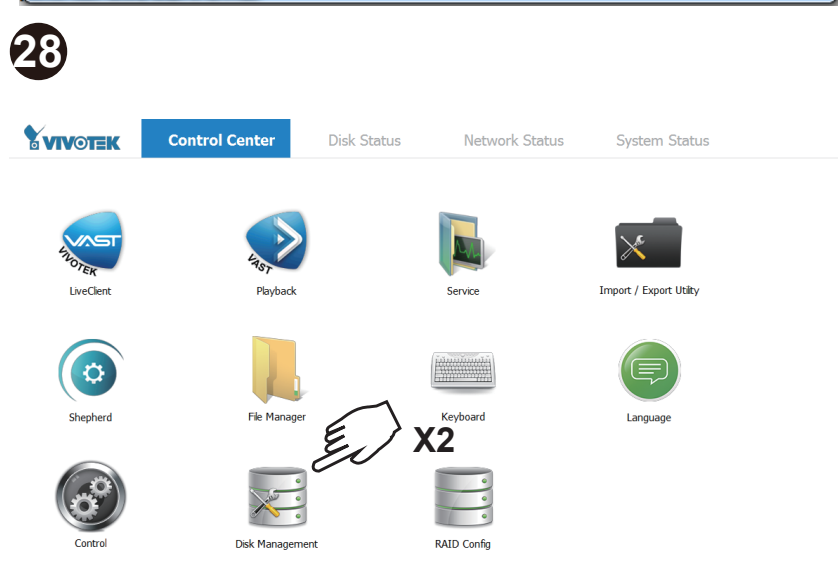 28
VIVOTEK Control Center Disk Status Network Status System Status
VAST VIVOTEK VAST
LiveClient Playback Service Import / Export Utility
Shepherd File Manager Keyboard Language
X2
Control Disk Management RAID Config